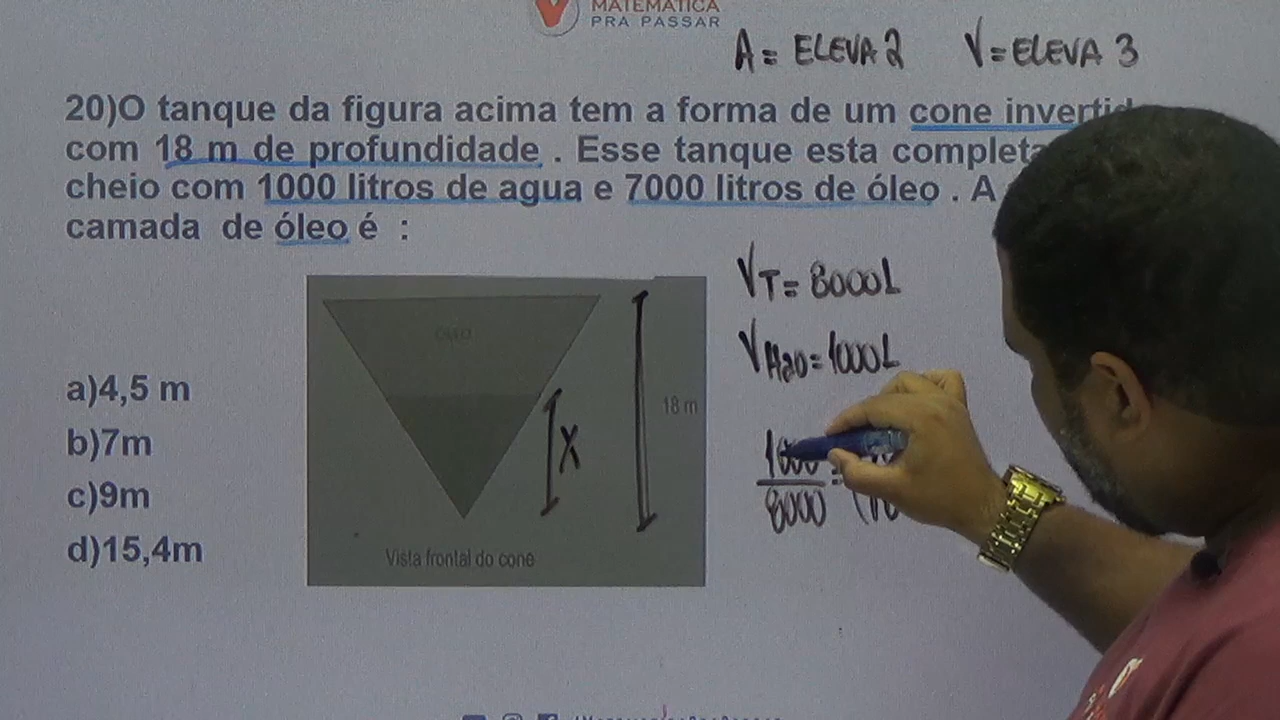 MATEMÁTICA
PRA PASSAR
A = ELEVA 2 V = ELEVA 3
20)O tanque da figura acima tem a forma de um cone invertid
com 18 m de profundidade . Esse tanque esta completa
cheio com 1000 litros de agua e 7000 litros de óleo . A
camada de óleo é :
VT = 8000L
VH2O = 1000L
óleo
a)4,5 m
18 m
b)7m
X
1000
8000
c)9m
d)15,4m
Vista frontal do cone